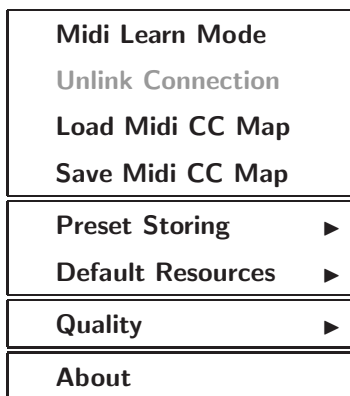 Midi Learn Mode
Unlink Connection
Load Midi CC Map
Save Midi CC Map
Preset Storing ▶
Default Resources ▶
Quality ▶
About